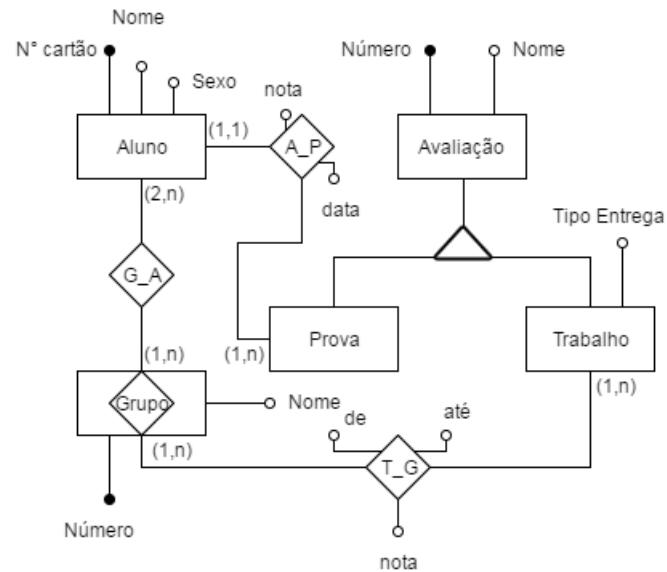 Nome
N° cartão
Sexo
Aluno
(1,1)
nota
A_P
data
(2,n)
G_A
(1,n)
Grupo
Nome
(1,n)
Número
Número
Nome
Avaliação
Tipo Entrega
Prova
(1,n)
Trabalho
(1,n)
de
até
T_G
nota